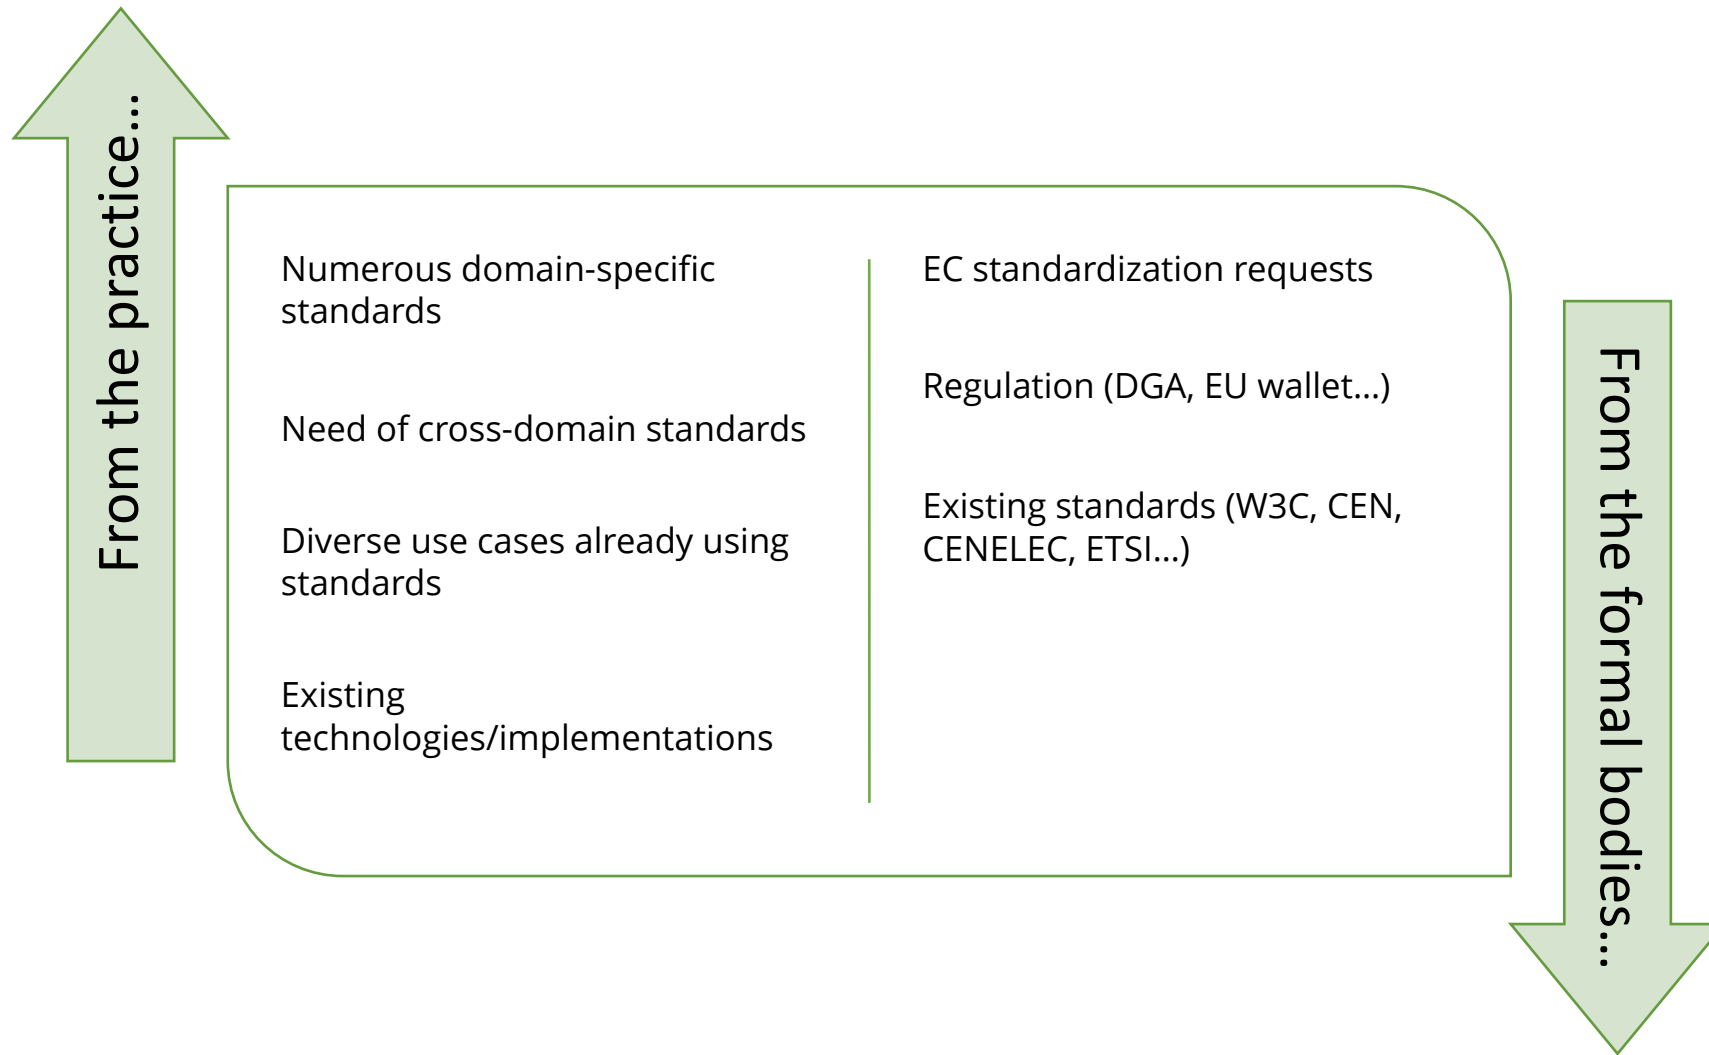 From the practice...
Numerous domain-specific
standards
Need of cross-domain standards
Diverse use cases already using
standards
Existing
technologies/implementations
EC standardization requests
Regulation (DGA, EU wallet...)
Existing standards (W3C, CEN,
CENELEC, ETSI...)
From the formal bodies...